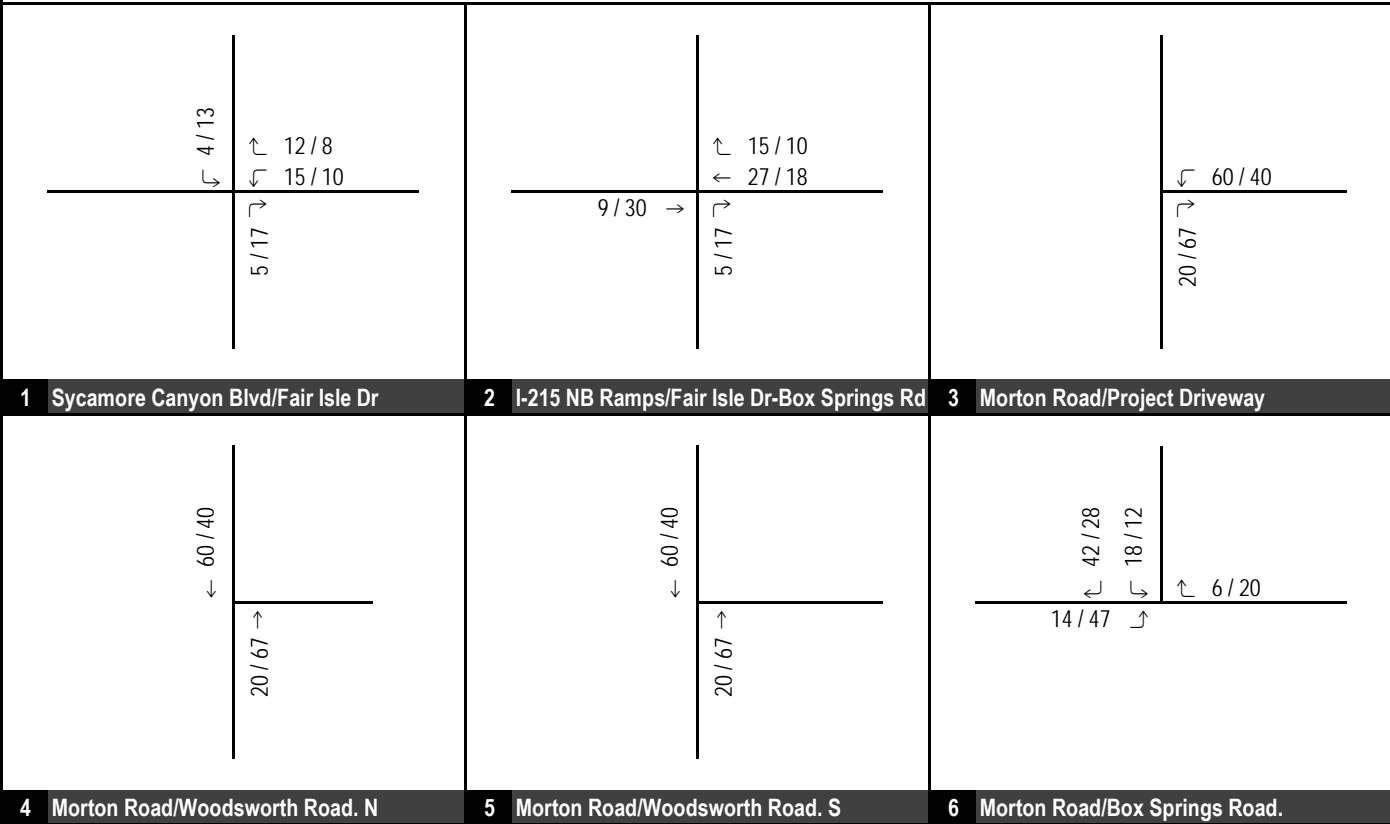 4 / 13
12 / 8
15 / 10
5 / 17
1 Sycamore Canyon Blvd/Fair Isle Dr
15 / 10
27 / 18
9 / 30
5 / 17
2 I-215 NB Ramps/Fair Isle Dr-Box Springs Rd
60 / 40
20 / 67
3 Morton Road/Project Driveway
60 / 40
20 / 67
4 Morton Road/Woodsworth Road. N
60 / 40
20 / 67
5 Morton Road/Woodsworth Road. S
42 / 28
18 / 12
6 / 20
14 / 47
6 Morton Road/Box Springs Road.